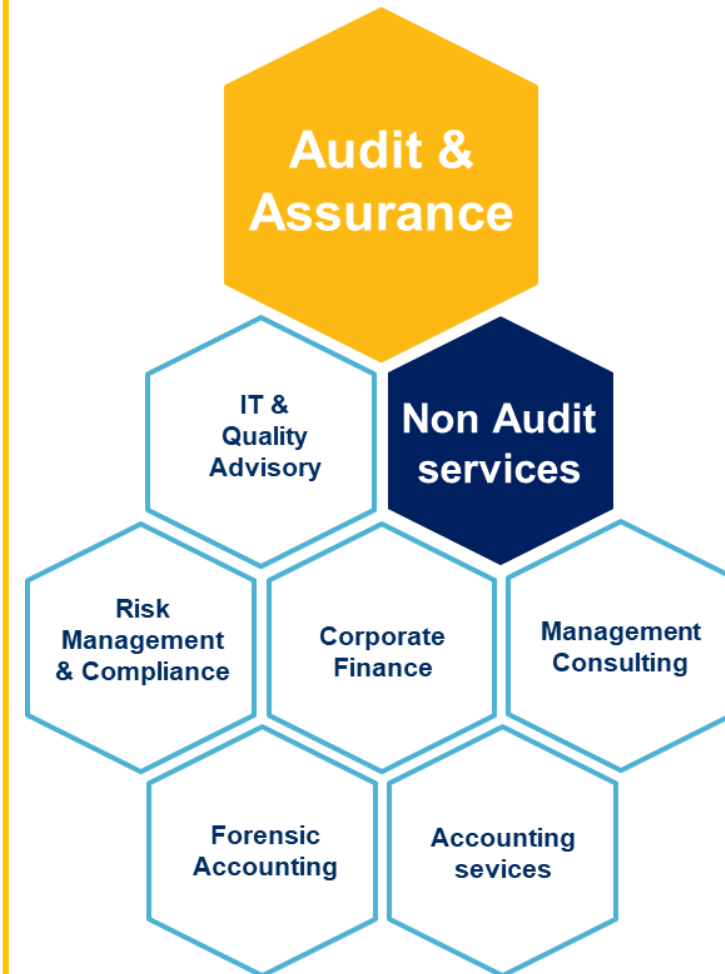 Audit &
Assurance
IT &
Quality
Advisory
Non Audit
services
Risk
Management
& Compliance
Corporate
Finance
Management
Consulting
Forensic
Accounting
Accounting
sevices